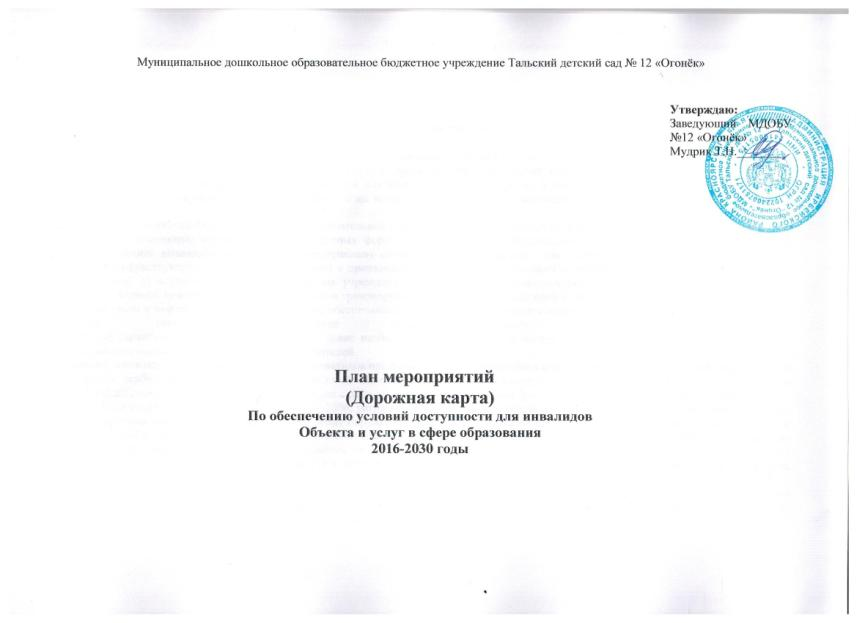 Муниципальное дошкольное образовательное бюджетное учреждение Тальский детский сад № 12 «Огонёк»
Утверждаю:
Заведующий МДОБУ
№12 «Огонёк»
Мудрик Т.Н.
План мероприятий
(Дорожная карта)
По обеспечению условий доступности для инвалидов
Объекта и услуг в сфере образования
2016-2030 годы